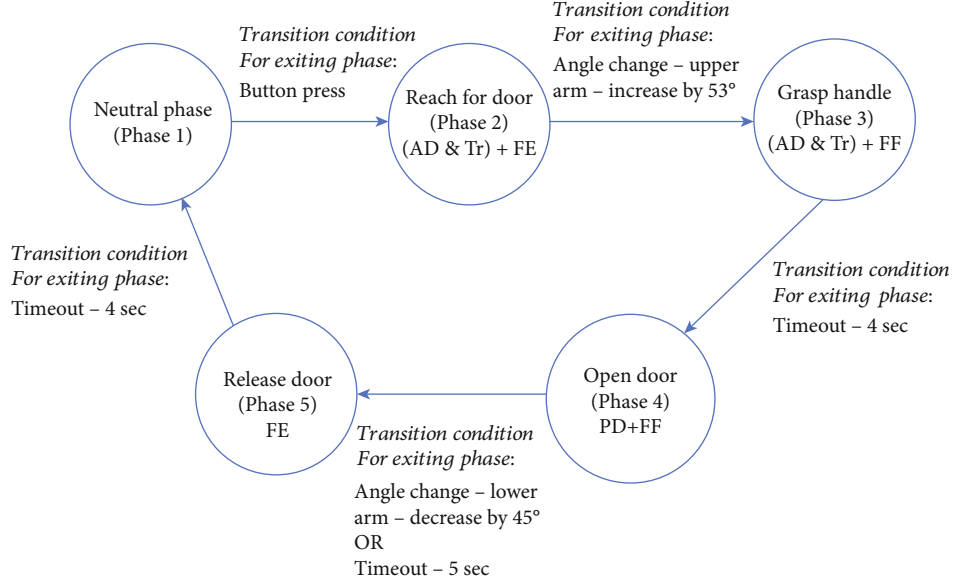 Neutral phase
(Phase 1)
Transition condition
For exiting phase:
Button press
Reach for door
(Phase 2)
(AD & Tr) + FE
Transition condition
For exiting phase:
Angle change – upper
arm – increase by 53°
Grasp handle
(Phase 3)
(AD & Tr) + FF
Transition condition
For exiting phase:
Timeout – 4 sec
Open door
(Phase 4)
PD+FF
Transition condition
For exiting phase:
Angle change – lower
arm – decrease by 45°
OR
Timeout – 5 sec
Release door
(Phase 5)
FE
Transition condition
For exiting phase:
Timeout – 4 sec